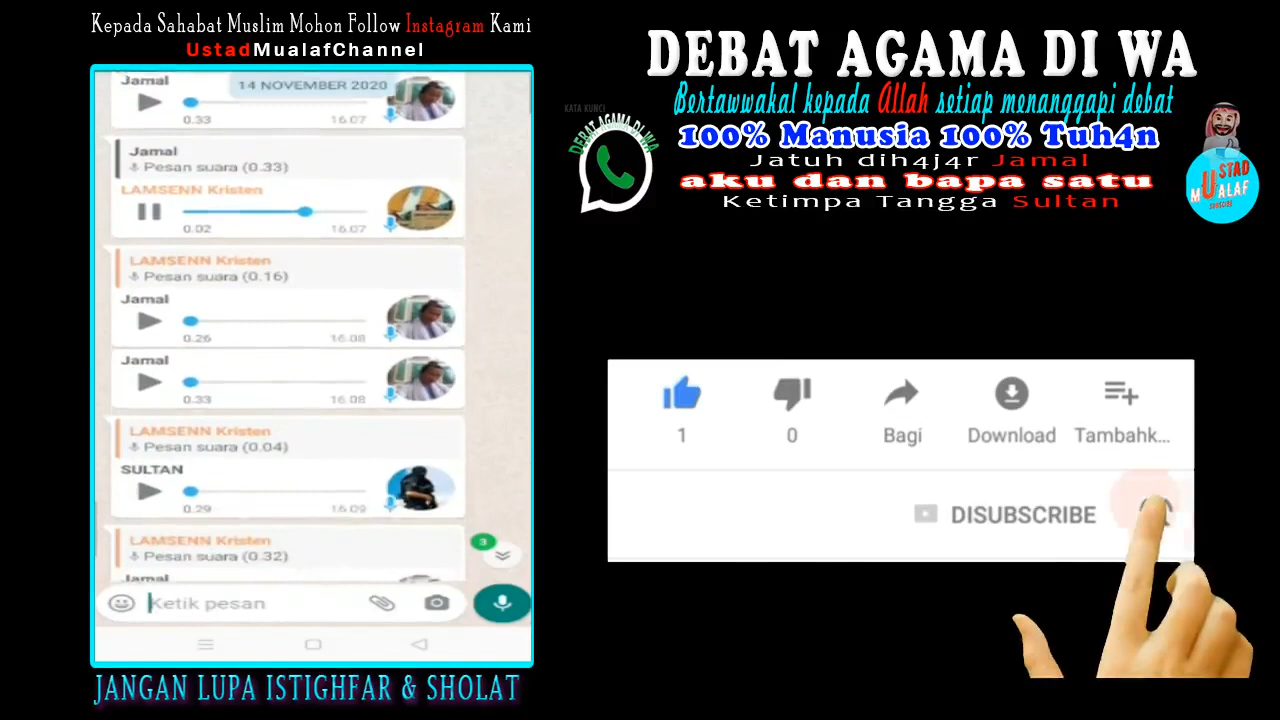 Kepada Sahabat Muslim Mohon Follow Instagram Kami
UstadMualafChannel
Jamal
14 NOVEMBER 2020
0.33 16.07
Jamal
Pesan suara (0.33)
LAMSENN Kristen
0.02 16.07
LAMSENN Kristen
Pesan suara (0.16)
Jamal
0.26 16.08
Jamal
0.33 16.08
LAMSENN Kristen
Pesan suara (0.04)
SULTAN
0.29 16.09
LAMSENN Kristen
Pesan suara (0.32)
3
Jamal
Ketik pesan
JANGAN LUPA ISTIGHFAR & SHOLAT
DEBAT AGAMA DI WA
Bertawwakal kepada Allah setiap menanggapi debat
KATA KUNCI
DEBAT AGAMA DI WA
100% Manusia 100% Tuh4n
Jatuh dih4j4r Jamal
aku dan bapa satu
Ketimpa Tangga Sultan
USTAD
MUALAF
SUBSCRIBE
1 0 Bagi Download Tambahk...
DISUBSCRIBE